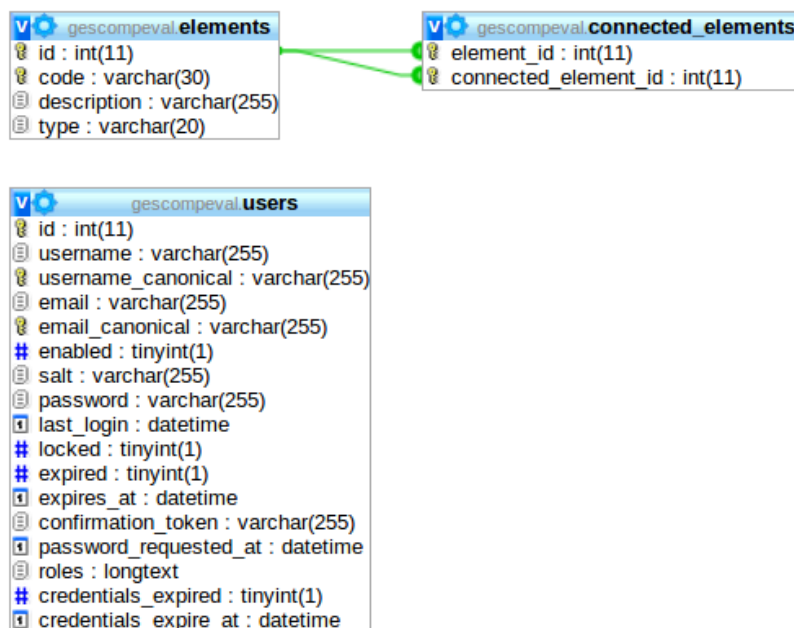 gescompeval.elements
id : int(11)
code : varchar(30)
description : varchar(255)
type : varchar(20)
gescompeval.connected_elements
element_id : int(11)
connected_element_id : int(11)
gescompeval.users
id : int(11)
username : varchar(255)
username_canonical : varchar(255)
email : varchar(255)
email_canonical : varchar(255)
enabled : tinyint(1)
salt : varchar(255)
password : varchar(255)
last_login : datetime
locked : tinyint(1)
expired : tinyint(1)
expires_at : datetime
confirmation_token : varchar(255)
password_requested_at : datetime
roles : longtext
credentials_expired : tinyint(1)
credentials_expire_at : datetime